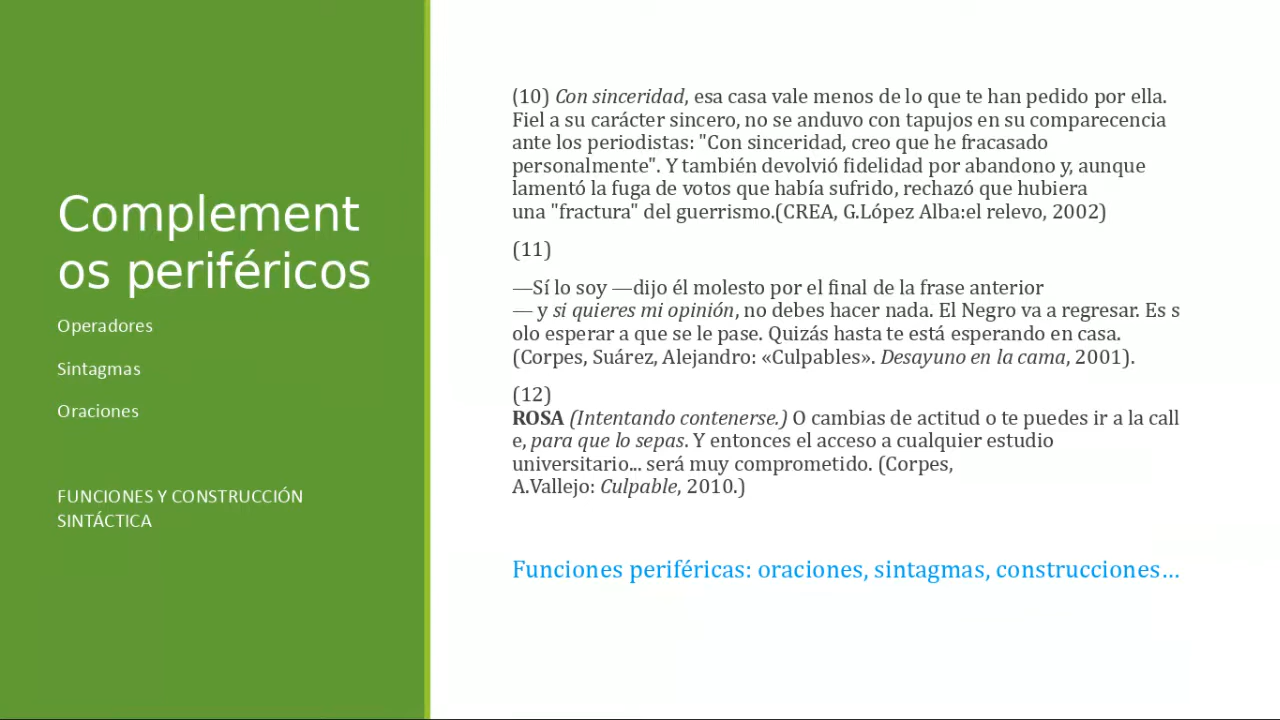 Complement
os periféricos
Operadores
Sintagmas
Oraciones
FUNCIONES Y CONSTRUCCIÓN
SINTÁCTICA
(10) Con sinceridad, esa casa vale menos de lo que te han pedido por ella.
Fiel a su carácter sincero, no se anduvo con tapujos en su comparecencia
ante los periodistas: "Con sinceridad, creo que he fracasado
personalmente". Y también devolvió fidelidad por abandono y, aunque
lamentó la fuga de votos que había sufrido, rechazó que hubiera
una "fractura" del guerrismo.(CREA, G.López Alba:el relevo, 2002)
(11)
—Sí lo soy —dijo él molesto por el final de la frase anterior
— y si quieres mi opinión, no debes hacer nada. El Negro va a regresar. Es s
olo esperar a que se le pase. Quizás hasta te está esperando en casa.
(Corpes, Suárez, Alejandro: «Culpables». Desayuno en la cama, 2001).
(12)
ROSA (Intentando contenerse.) O cambias de actitud o te puedes ir a la call
e, para que lo sepas. Y entonces el acceso a cualquier estudio
universitario... será muy comprometido. (Corpes,
A.Vallejo: Culpable, 2010.)
Funciones periféricas: oraciones, sintagmas, construcciones…